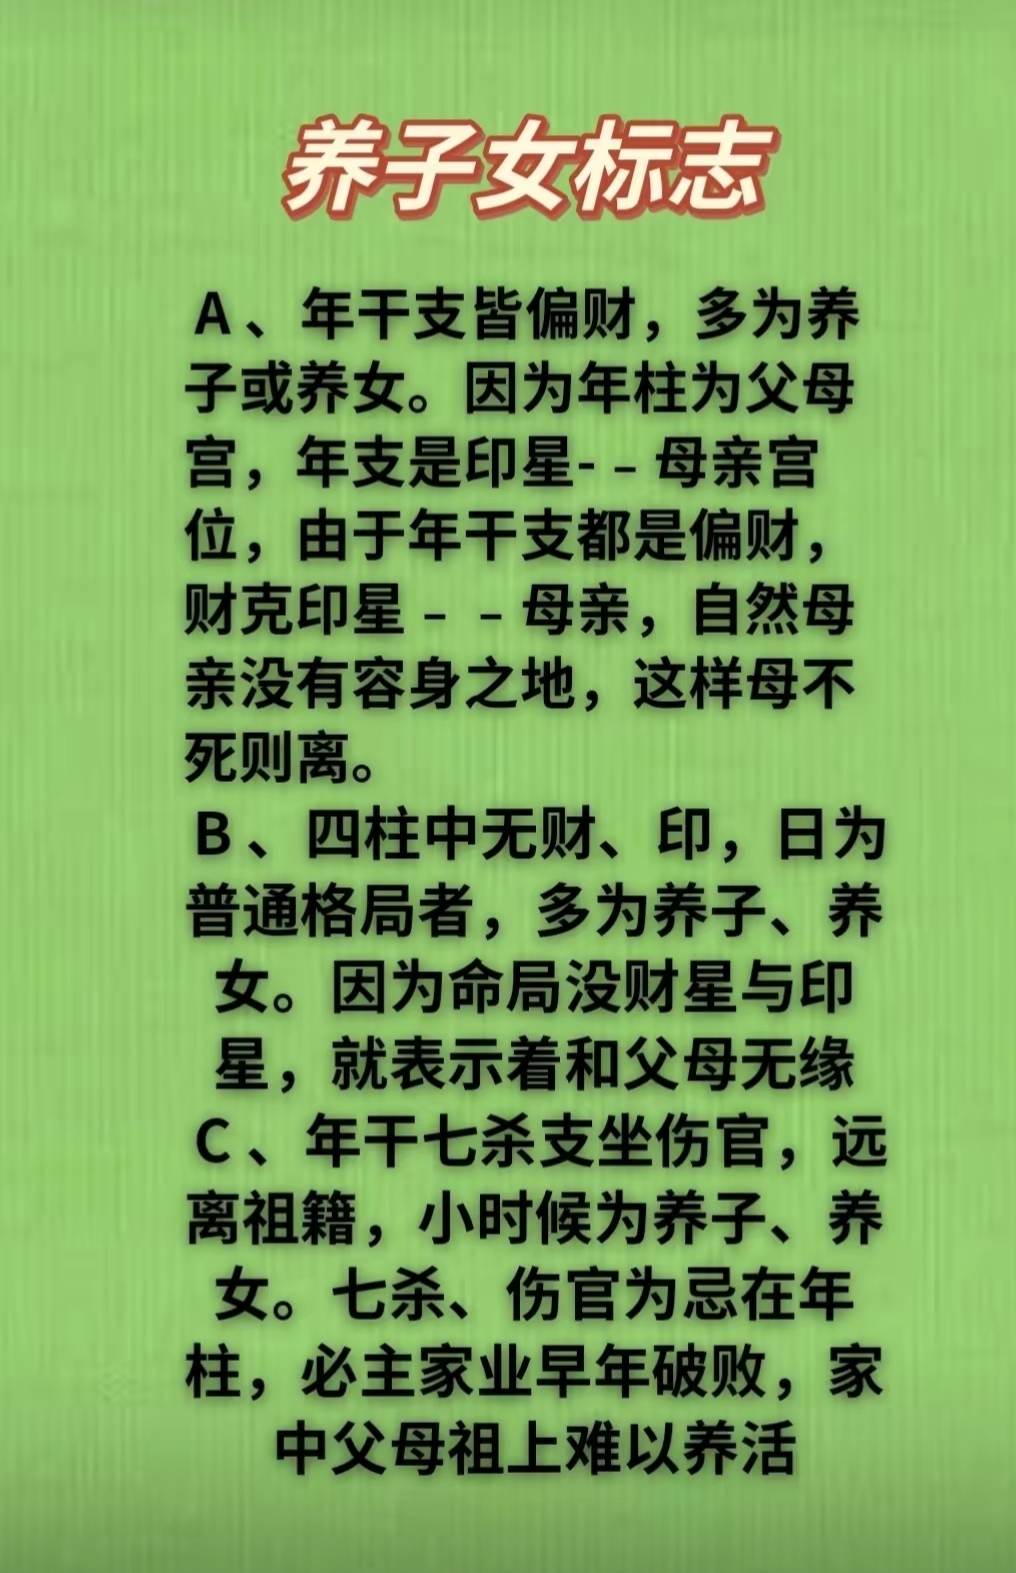 养子女标志
A、年干支皆偏财，多为养
子或养女。因为年柱为父母
宫，年支是印星--母亲宫
位，由于年干支都是偏财，
财克印星--母亲，自然母
亲没有容身之地，这样母不
死则离。
B、四柱中无财、印，日为
普通格局者，多为养子、养
女。因为命局没财星与印
星，就表示着和父母无缘
C、年干七杀支坐伤官，远
离祖籍，小时候为养子、养
女。七杀、伤官为忌在年
柱，必主家业早年破败，家
中父母祖上难以养活